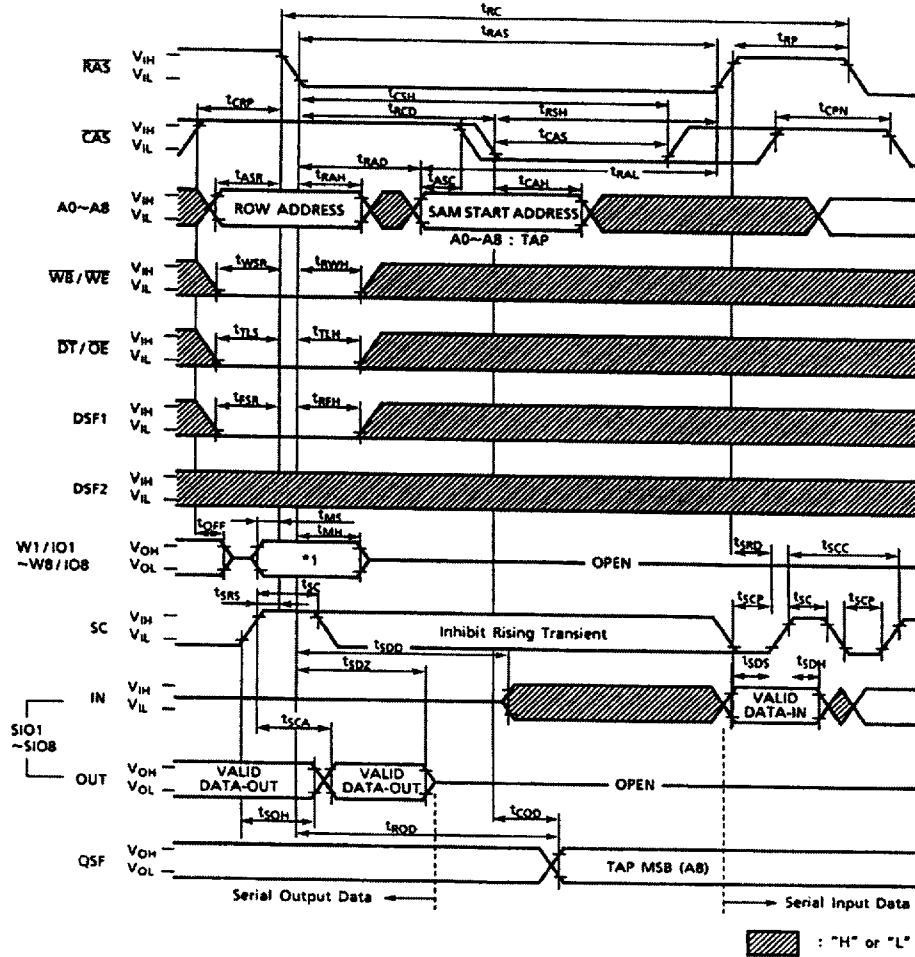 tRC
tRAS
tRP
RAS VIH
VIL
tCSH
tCRP
tRCD
tRSH
tCPN
CAS VIH
VIL
tCAS
tRAD
tRAL
tASR
tRAH
tASC
tCAH
A0~A8 VIH
VIL
ROW ADDRESS
SAM START ADDRESS
A0~A8 : TAP
tWSR
tRWH
WB/WE VIH
VIL
tTLS
tTLH
DT/OE VIH
VIL
tFSR
tRFH
DSF1 VIH
VIL
DSF2 VIH
VIL
tOFF
tMS
tMH
W1/IO1
~W8/IO8
VOH
VOL
*1
OPEN
tSRD
tSCC
tSRS
tSC
tSCP
tSC
tSCP
SC VIH
VIL
Inhibit Rising Transient
tSDD
tSDZ
tSDS
tSDH
IN VIH
VIL
VALID
DATA-IN
SIO1
~SIO8
tSCA
OUT VOH
VOL
VALID
DATA-OUT
VALID
DATA-OUT
OPEN
tSOH
tCOD
tRQD
QSF VOH
VOL
TAP MSB (A8)
Serial Output Data
Serial Input Data
: "H" or "L"